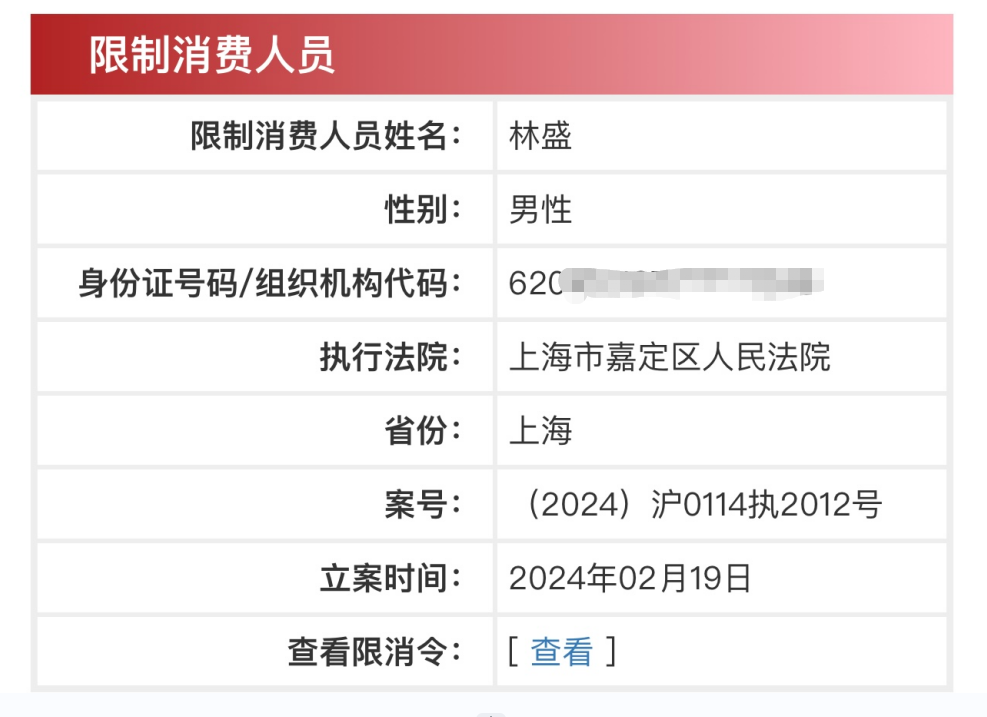 限制消费人员
限制消费人员姓名： 林盛
性别： 男性
身份证号码/组织机构代码： 620
执行法院： 上海市嘉定区人民法院
省份： 上海
案号： （2024）沪0114执2012号
立案时间： 2024年02月19日
查看限消令： [ 查看 ]